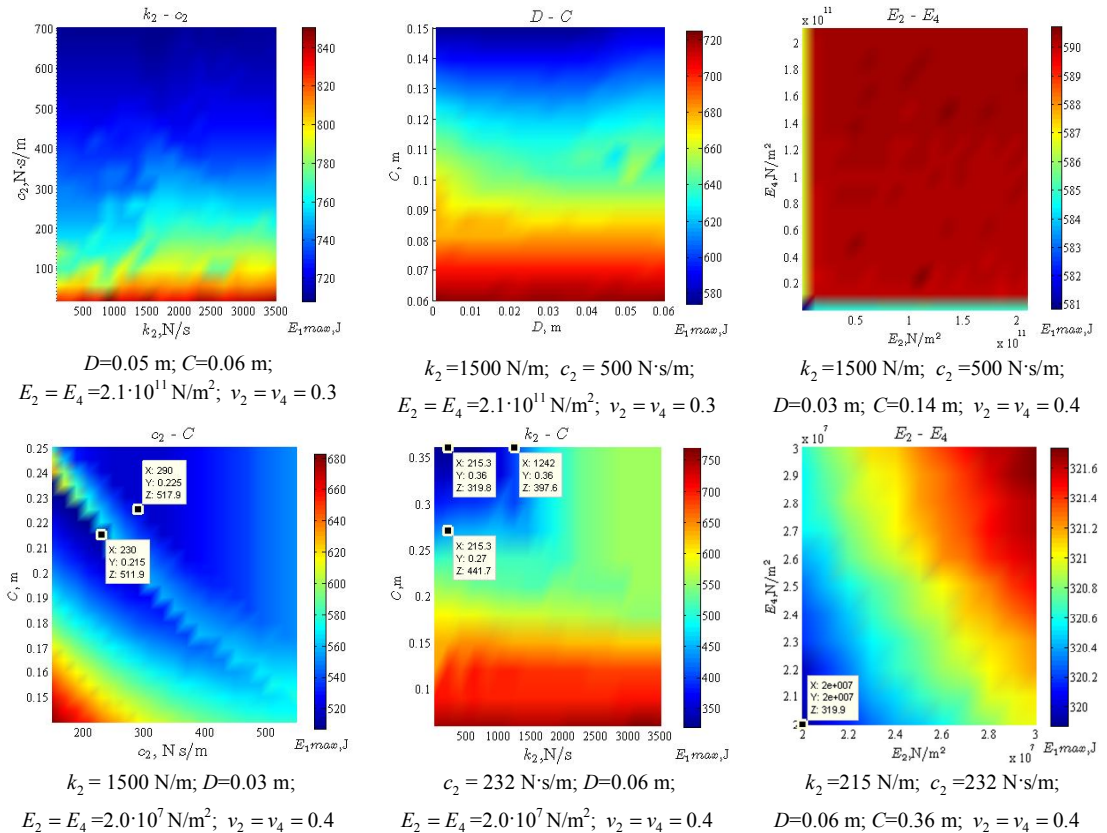 k₂ - c₂
700
600
500
400
300
200
100
c₂,N·s/m
500 1000 1500 2000 2500 3000 3500
k₂,N/s
840
820
800
780
760
740
720
E₁max,J
D=0.05 m; C=0.06 m;
E₂ = E₄ =2.1·10¹¹ N/m²; ν₂ = ν₄ = 0.3
D - C
0.15
0.14
0.13
0.12
0.11
0.1
0.09
0.08
0.07
0.06
C, m
0 0.01 0.02 0.03 0.04 0.05 0.06
D, m
720
700
680
660
640
620
600
580
E₁max,J
k₂ =1500 N/m; c₂ = 500 N·s/m;
E₂ = E₄ =2.1·10¹¹ N/m²; ν₂ = ν₄ = 0.3
x 10¹¹
E₂ - E₄
2
1.8
1.6
1.4
1.2
1
0.8
0.6
0.4
0.2
E₄,N/m²
0.5 1 1.5 2
E₂,N/m²
x 10¹¹
590
589
588
587
586
585
584
583
582
581
E₁max,J
k₂ =1500 N/m; c₂ = 500 N·s/m;
D=0.03 m; C=0.14 m; ν₂ = ν₄ = 0.4
c₂ - C
0.25
0.24
0.23
0.22
0.21
0.2
0.19
0.18
0.17
0.16
0.15
C, m
X: 290
Y: 0.225
Z: 517.9
X: 230
Y: 0.215
Z: 511.9
200 300 400 500
c₂, N s/m
680
660
640
620
600
580
560
540
520
E₁max,J
k₂ = 1500 N/m; D=0.03 m;
E₂ = E₄ =2.0·10⁷ N/m²; ν₂ = ν₄ = 0.4
k₂ - C
0.35
0.3
0.25
0.2
0.15
0.1
C,m
X: 215.3
Y: 0.36
Z: 319.8
X: 1242
Y: 0.36
Z: 397.6
X: 215.3
Y: 0.27
Z: 441.7
500 1000 1500 2000 2500 3000 3500
k₂,N/s
750
700
650
600
550
500
450
400
350
E₁max,J
c₂ = 232 N·s/m; D=0.06 m;
E₂ = E₄ =2.0·10⁷ N/m²; ν₂ = ν₄ = 0.4
x 10⁷
E₂ - E₄
3
2.9
2.8
2.7
2.6
2.5
2.4
2.3
2.2
2.1
2
E₄,N/m²
X: 2e+007
Y: 2e+007
Z: 319.9
2 2.2 2.4 2.6 2.8 3
E₂,N/m²
x 10⁷
321.6
321.4
321.2
321
320.8
320.6
320.4
320.2
320
E₁max,J
k₂ =215 N/m; c₂ =232 N·s/m;
D=0.06 m; C=0.36 m; ν₂ = ν₄ = 0.4